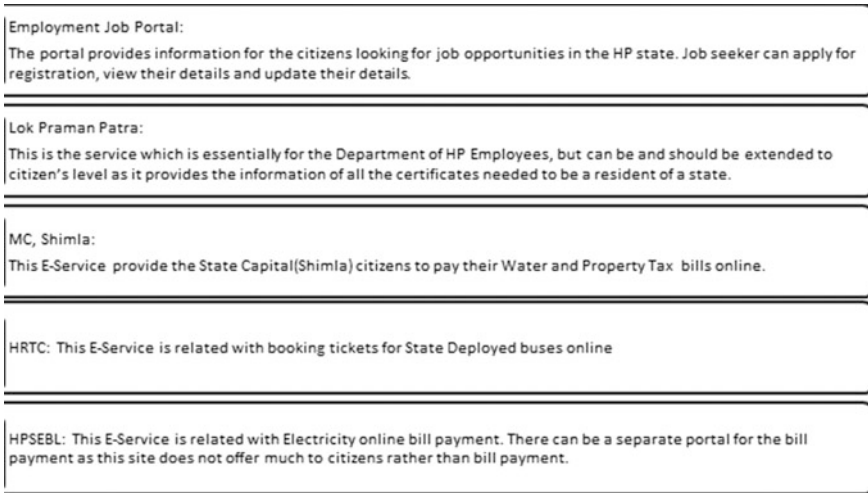 Employment Job Portal:
The portal provides information for the citizens looking for job opportunities in the HP state. Job seeker can apply for
registration, view their details and update their details.
Lok Praman Patra:
This is the service which is essentially for the Department of HP Employees, but can be and should be extended to
citizen's level as it provides the information of all the certificates needed to be a resident of a state.
MC, Shimla:
This E-Service provide the State Capital(Shimla) citizens to pay their Water and Property Tax bills online.
HRTC: This E-Service is related with booking tickets for State Deployed buses online
HPSEBL: This E-Service is related with Electricity online bill payment. There can be a separate portal for the bill
payment as this site does not offer much to citizens rather than bill payment.